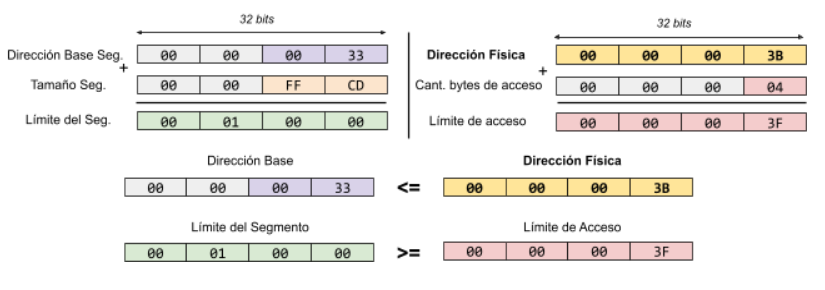 32 bits
32 bits
Dirección Base Seg. 00 00 00 33
+
Tamaño Seg. 00 00 FF CD
Límite del Seg. 00 01 00 00
Dirección Física 00 00 00 3B
+
Cant. bytes de acceso 00 00 00 04
Límite de acceso 00 00 00 3F
Dirección Base Dirección Física
00 00 00 33 <= 00 00 00 3B
Límite del Segmento Límite de Acceso
00 01 00 00 >= 00 00 00 3F